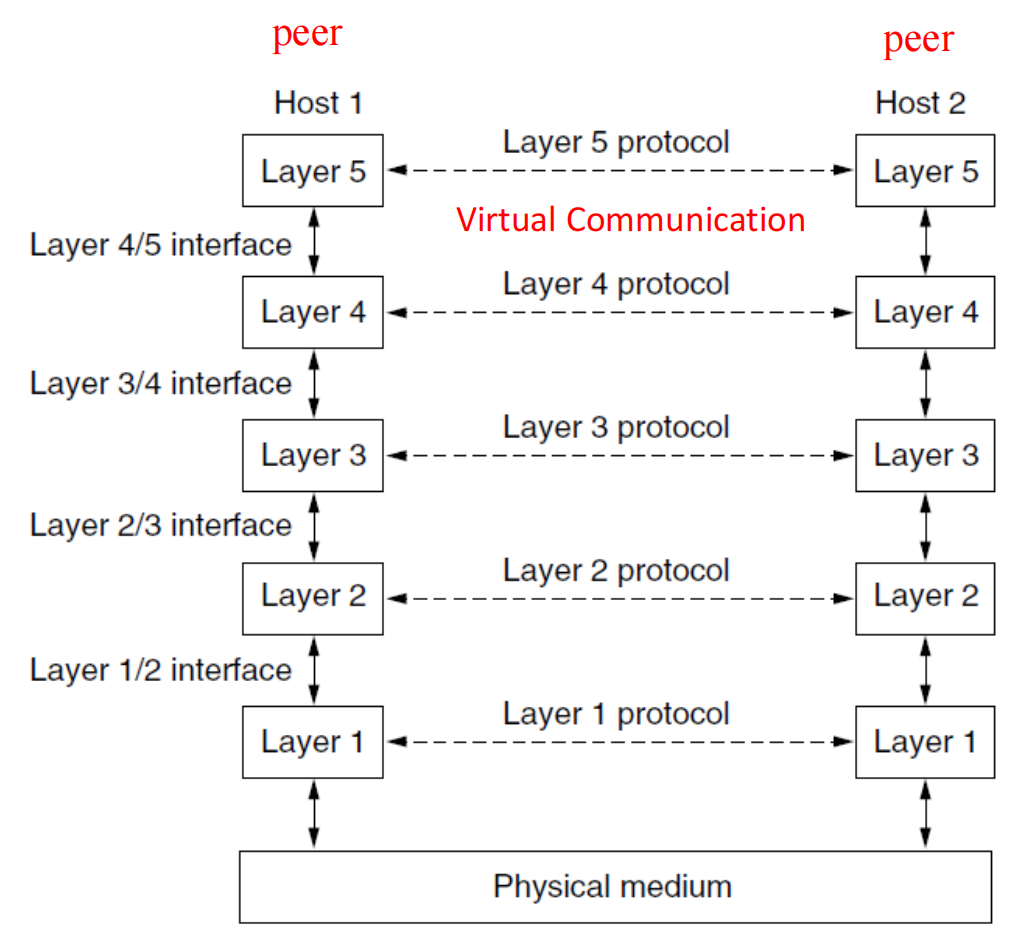 peer
peer
Host 1
Host 2
Layer 5 protocol
Layer 5
Layer 5
Virtual Communication
Layer 4/5 interface
Layer 4 protocol
Layer 4
Layer 4
Layer 3/4 interface
Layer 3 protocol
Layer 3
Layer 3
Layer 2/3 interface
Layer 2 protocol
Layer 2
Layer 2
Layer 1/2 interface
Layer 1 protocol
Layer 1
Layer 1
Physical medium